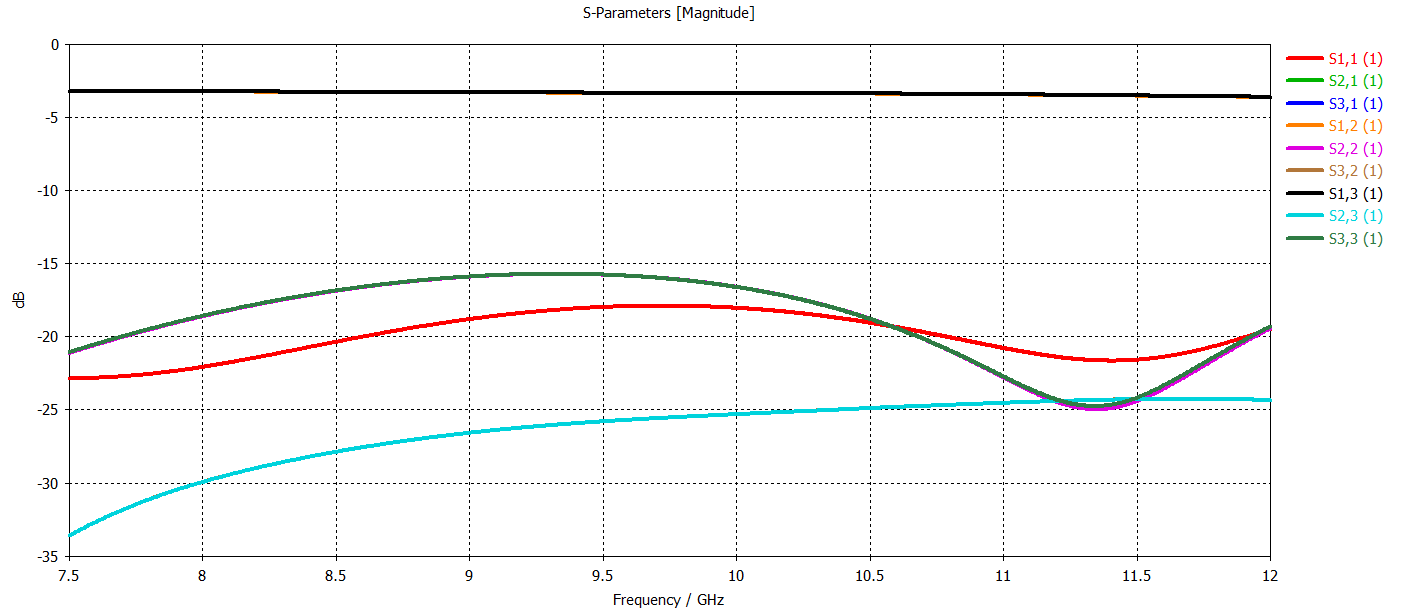 S-Parameters [Magnitude]
0
-5
-10
-15
-20
-25
-30
-35
dB
7.5 8 8.5 9 9.5 10 10.5 11 11.5 12
Frequency / GHz
S1,1 (1)
S2,1 (1)
S3,1 (1)
S1,2 (1)
S2,2 (1)
S3,2 (1)
S1,3 (1)
S2,3 (1)
S3,3 (1)